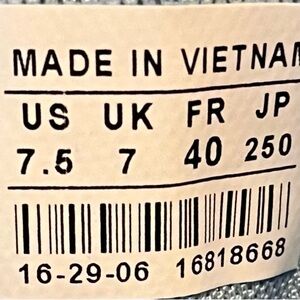 MADE IN VIETNAM
US UK FR JP
7.5 7 40 250
16-29-06 16818668